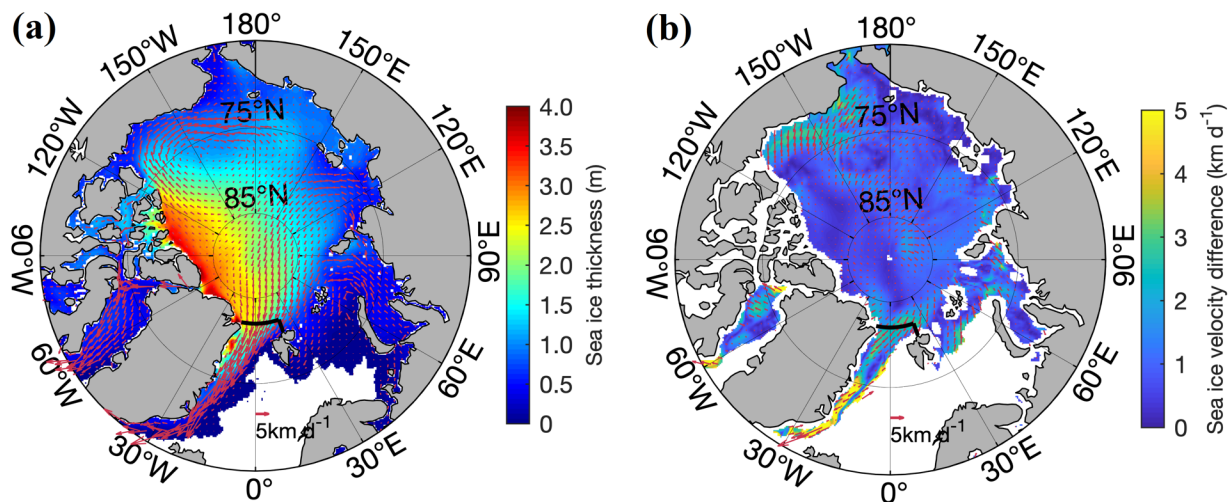 (a)
180°
150°W
150°E
120°W
120°E
90°W
90°E
60°W
60°E
30°W
30°E
0°
75°N
85°N
5km d⁻¹
4.0
3.5
3.0
2.5
2.0
1.5
1.0
0.5
0
Sea ice thickness (m)
(b)
180°
150°W
150°E
120°W
120°E
90°W
90°E
60°W
60°E
30°W
30°E
0°
75°N
85°N
5km d⁻¹
5
4
3
2
1
0
Sea ice velocity difference (km d⁻¹)